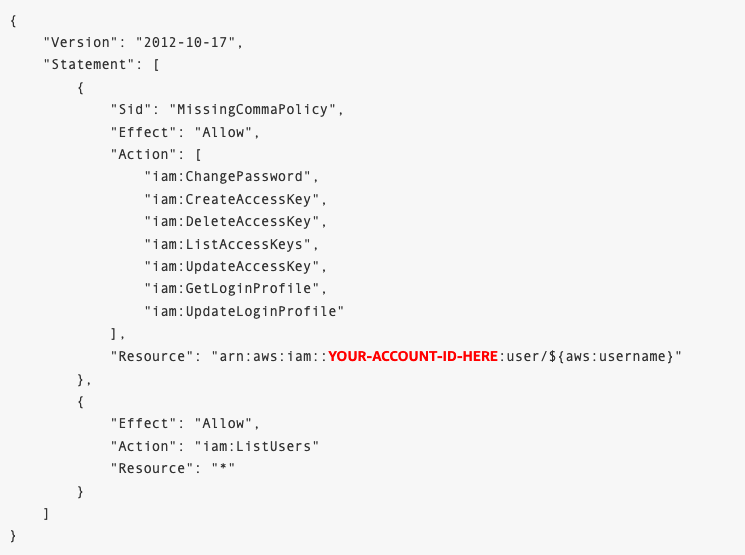 {
    "Version": "2012-10-17",
    "Statement": [
        {
            "Sid": "MissingCommaPolicy",
            "Effect": "Allow",
            "Action": [
                "iam:ChangePassword",
                "iam:CreateAccessKey",
                "iam:DeleteAccessKey",
                "iam:ListAccessKeys",
                "iam:UpdateAccessKey",
                "iam:GetLoginProfile",
                "iam:UpdateLoginProfile"
            ],
            "Resource": "arn:aws:iam::YOUR-ACCOUNT-ID-HERE:user/${aws:username}"
        },
        {
            "Effect": "Allow",
            "Action": "iam:ListUsers"
            "Resource": "*"
        }
    ]
}